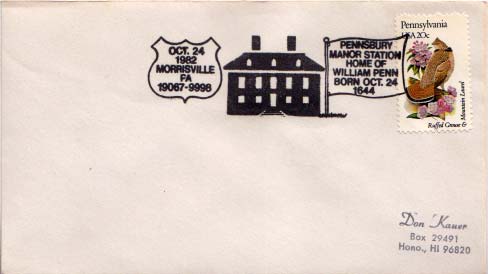 OCT. 24
1982
MORRISVILLE
PA
19067-9998
PENNSBURY
MANOR STATION
HOME OF
WILLIAM PENN
BORN OCT. 24
1644
Pennsylvania
USA 20c
Ruffed Grouse &
Mountain Laurel
Don Kauer
Box 29491
Hono., HI 96820